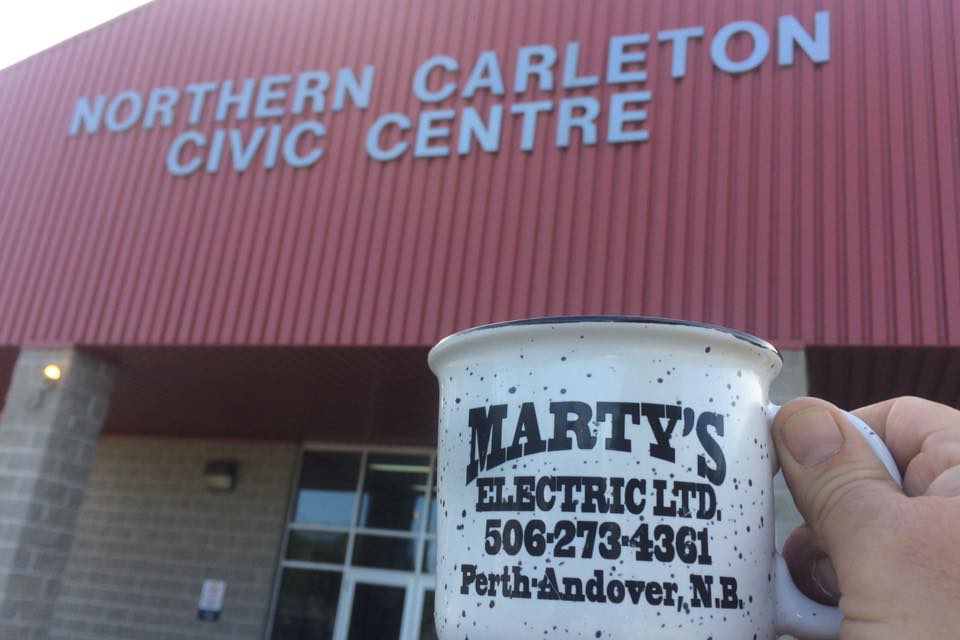 NORTHERN CARLETON
CIVIC CENTRE
MARTY'S
ELECTRIC LTD.
506-273-4361
Perth-Andover, N.B.